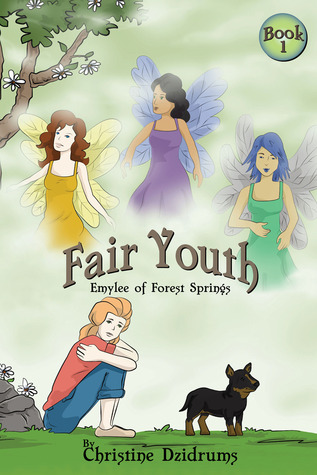 Book
1
Fair Youth
Emylee of Forest Springs
By
Christine Dzidrums